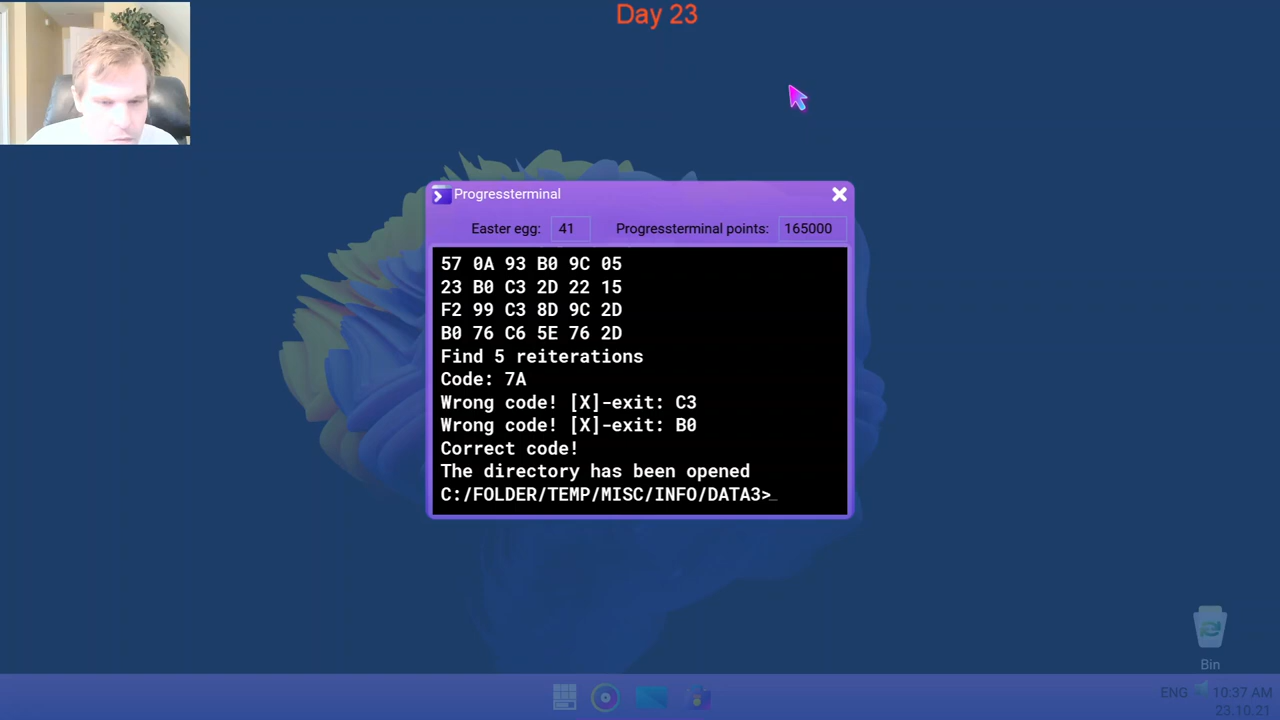 Day 23
Progressterminal
Easter egg: 41 Progressterminal points: 165000
57 0A 93 B0 9C 05
23 B0 C3 2D 22 15
F2 99 C3 8D 9C 2D
B0 76 C6 5E 76 2D
Find 5 reiterations
Code: 7A
Wrong code! [X]-exit: C3
Wrong code! [X]-exit: B0
Correct code!
The directory has been opened
C:/FOLDER/TEMP/MISC/INFO/DATA3>_
Bin
ENG 10:37 AM
23.10.21